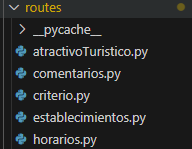 routes
__pycache__
atractivoTuristico.py
comentarios.py
criterio.py
establecimientos.py
horarios.py